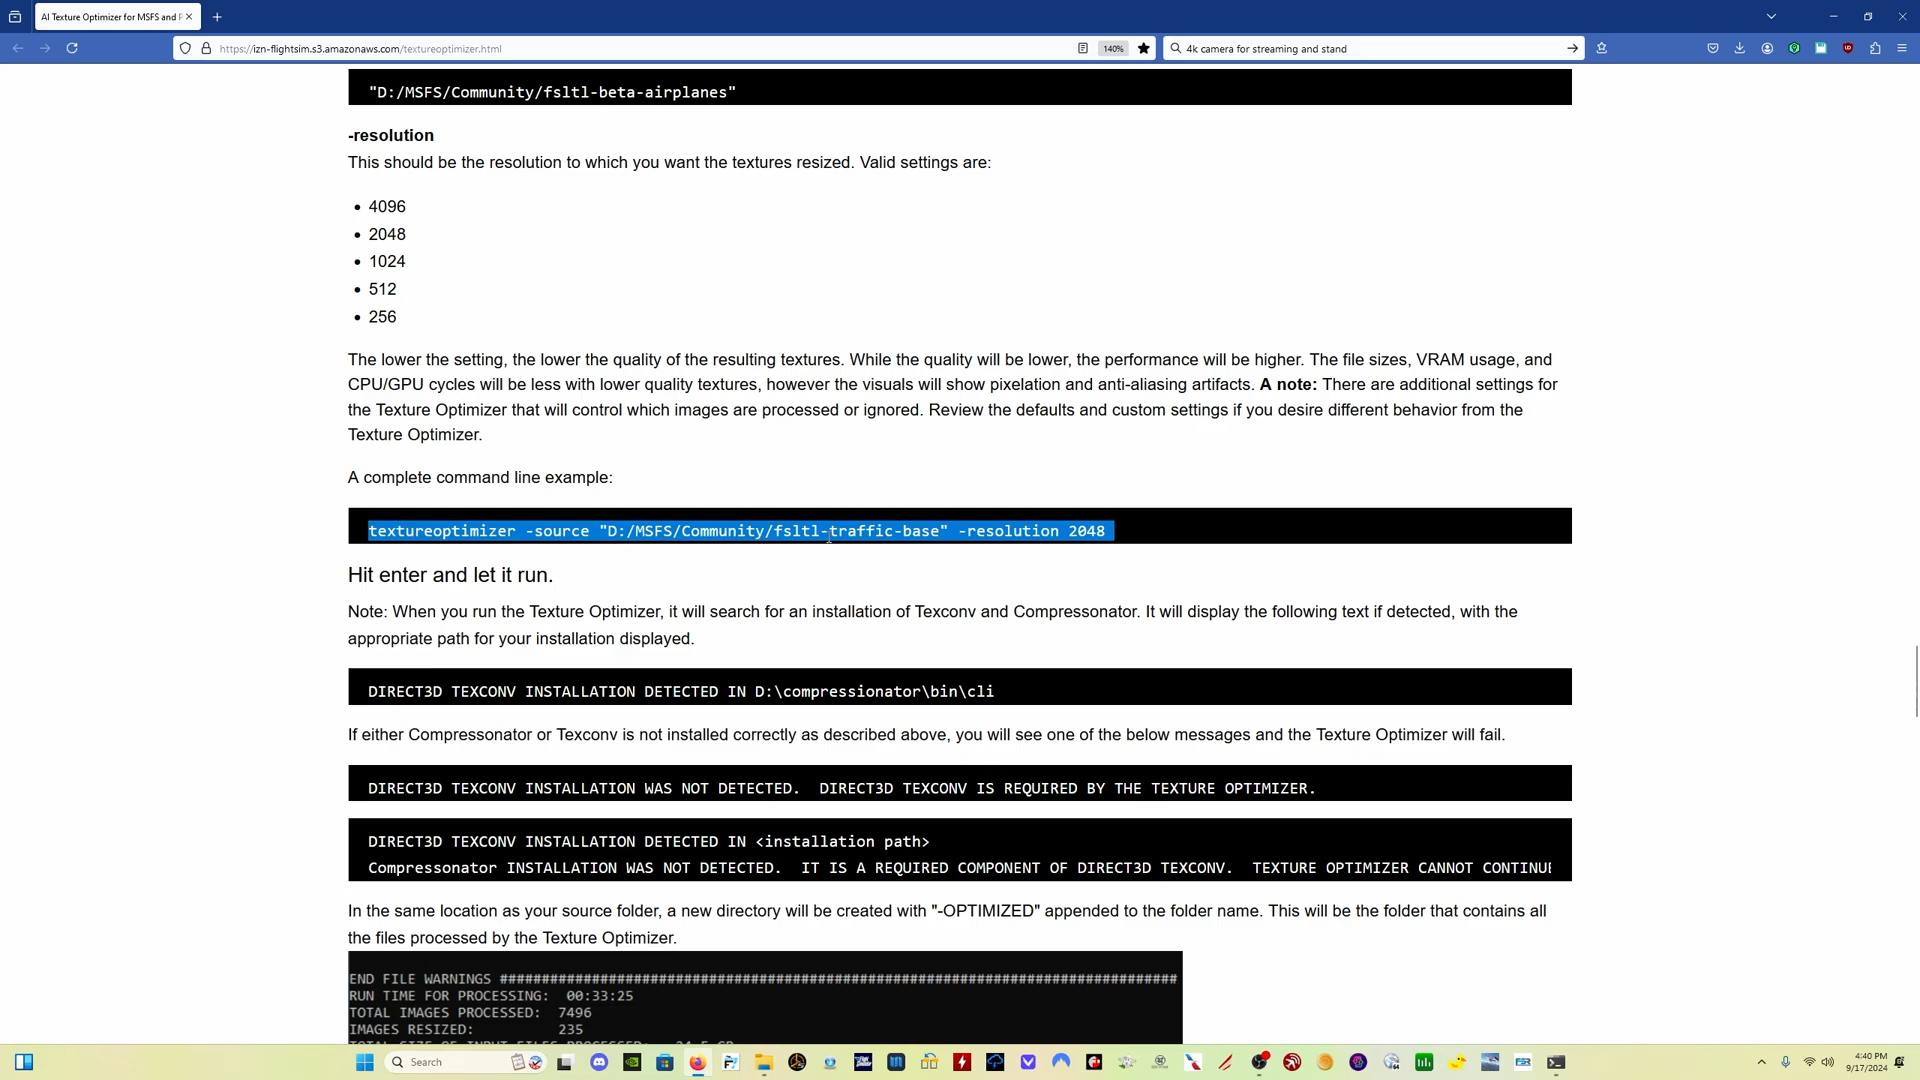 AI Texture Optimizer for MSFS and P
https://izn-flightsim.s3.amazonaws.com/textureoptimizer.html
140%
4k camera for streaming and stand
"D:/MSFS/Community/fsltl-beta-airplanes"
-resolution
This should be the resolution to which you want the textures resized. Valid settings are:
4096
2048
1024
512
256
The lower the setting, the lower the quality of the resulting textures. While the quality will be lower, the performance will be higher. The file sizes, VRAM usage, and
CPU/GPU cycles will be less with lower quality textures, however the visuals will show pixelation and anti-aliasing artifacts. A note: There are additional settings for
the Texture Optimizer that will control which images are processed or ignored. Review the defaults and custom settings if you desire different behavior from the
Texture Optimizer.
A complete command line example:
textureoptimizer -source "D:/MSFS/Community/fsltl-traffic-base" -resolution 2048
Hit enter and let it run.
Note: When you run the Texture Optimizer, it will search for an installation of Texconv and Compressonator. It will display the following text if detected, with the
appropriate path for your installation displayed.
DIRECT3D TEXCONV INSTALLATION DETECTED IN D:\compressionator\bin\cli
If either Compressonator or Texconv is not installed correctly as described above, you will see one of the below messages and the Texture Optimizer will fail.
DIRECT3D TEXCONV INSTALLATION WAS NOT DETECTED.  DIRECT3D TEXCONV IS REQUIRED BY THE TEXTURE OPTIMIZER.
DIRECT3D TEXCONV INSTALLATION DETECTED IN <installation path>
Compressonator INSTALLATION WAS NOT DETECTED.  IT IS A REQUIRED COMPONENT OF DIRECT3D TEXCONV.  TEXTURE OPTIMIZER CANNOT CONTINUE
In the same location as your source folder, a new directory will be created with "-OPTIMIZED" appended to the folder name. This will be the folder that contains all
the files processed by the Texture Optimizer.
END FILE WARNINGS ################################################################################
RUN TIME FOR PROCESSING:  00:33:25
TOTAL IMAGES PROCESSED:  7496
IMAGES RESIZED:  235
Search
4:40 PM
9/17/2024